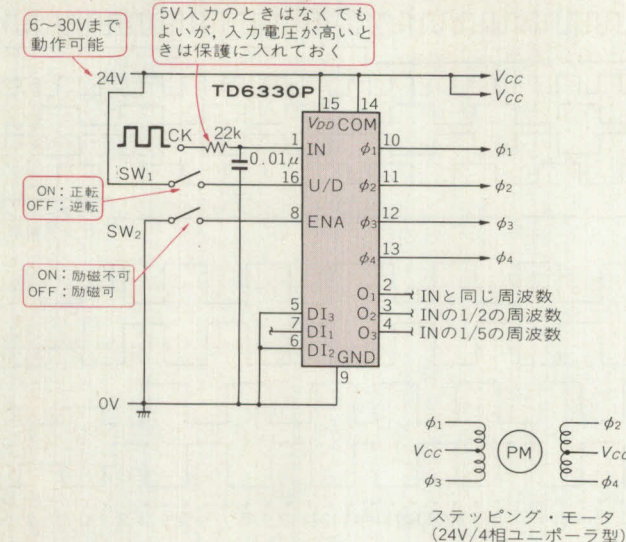 6〜30Vまで
動作可能
5V入力のときはなくても
よいが,入力電圧が高いと
きは保護に入れておく
24V
VCC
VCC
TD6330P
15
14
VDD
COM
CK
22k
1
IN
φ1
10
φ1
0.01μ
SW1
16
U/D
φ2
11
φ2
ON:正転
OFF:逆転
SW2
8
ENA
φ3
12
φ3
φ4
13
φ4
ON:励磁不可
OFF:励磁可
O1
2
INと同じ周波数
5
DI3
O2
3
INの1/2の周波数
7
DI1
O3
4
INの1/5の周波数
6
DI2
GND
9
0V
φ1
φ2
VCC
PM
VCC
φ3
φ4
ステッピング・モータ
(24V/4相ユニポーラ型)